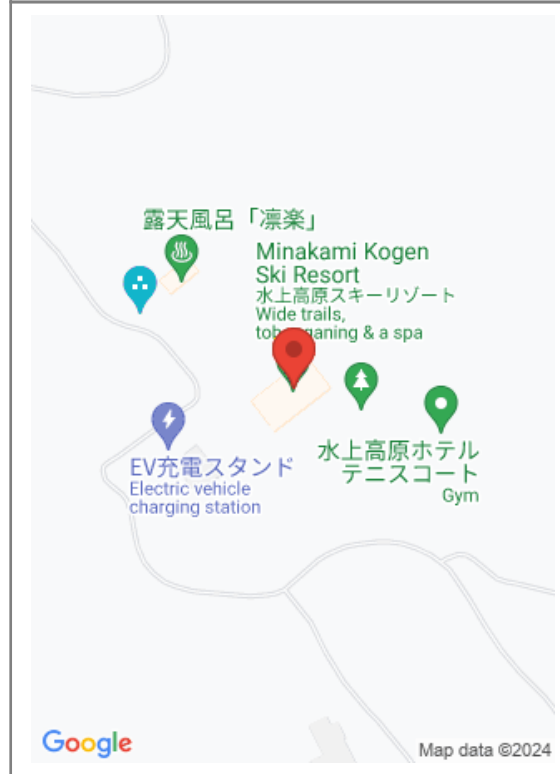 露天風呂「凛楽」
Minakami Kogen
Ski Resort
水上高原スキーリゾート
Wide trails,
ganing & a spa
水上高原ホテル
テニスコート
Gym
EV充電スタンド
Electric vehicle
charging station
Google
Map data ©2024